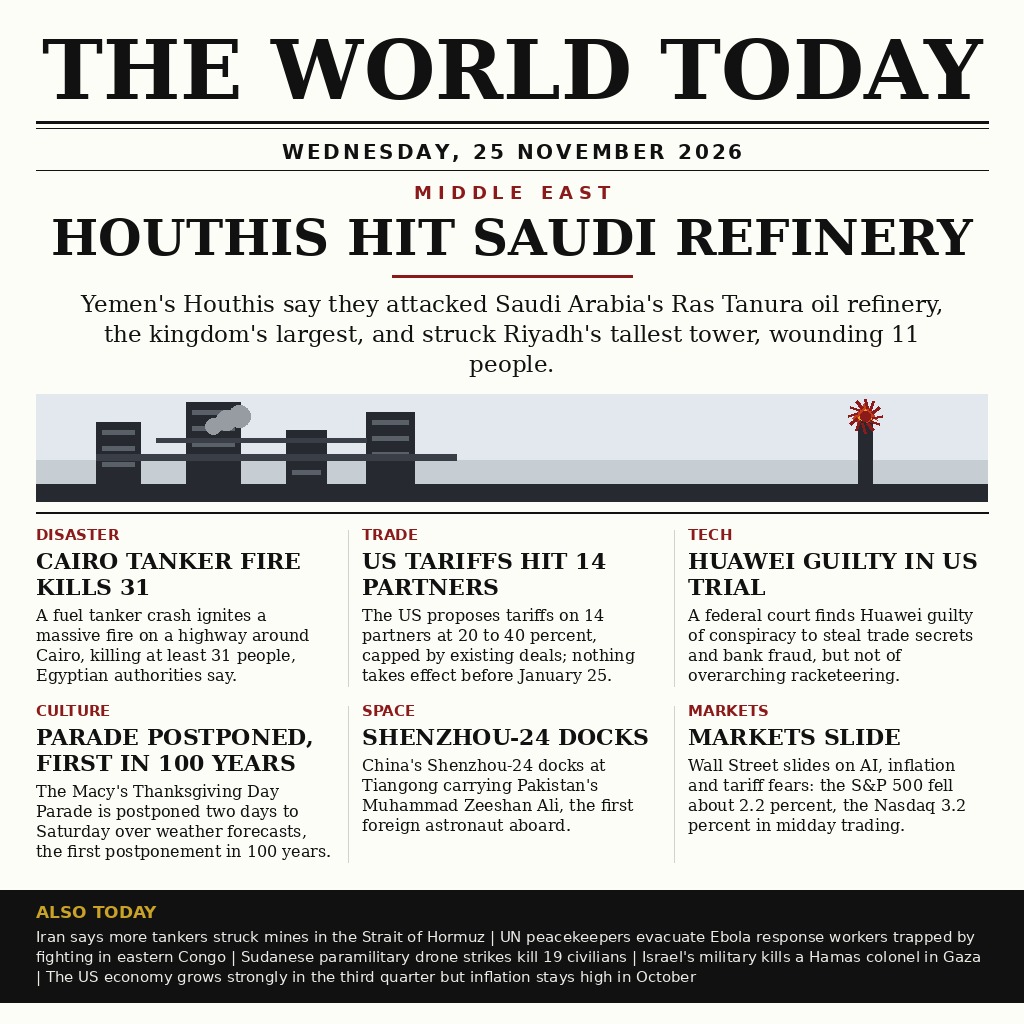 THE WORLD TODAY
WEDNESDAY, 25 NOVEMBER 2026
MIDDLE EAST
HOUTHIS HIT SAUDI REFINERY
Yemen's Houthis say they attacked Saudi Arabia's Ras Tanura oil refinery,
the kingdom's largest, and struck Riyadh's tallest tower, wounding 11
people.
DISASTER
CAIRO TANKER FIRE
KILLS 31
A fuel tanker crash ignites a
massive fire on a highway around
Cairo, killing at least 31 people,
Egyptian authorities say.
TRADE
US TARIFFS HIT 14
PARTNERS
The US proposes tariffs on 14
partners at 20 to 40 percent,
capped by existing deals; nothing
takes effect before January 25.
TECH
HUAWEI GUILTY IN US
TRIAL
A federal court finds Huawei guilty
of conspiracy to steal trade secrets
and bank fraud, but not of
overarching racketeering.
CULTURE
PARADE POSTPONED,
FIRST IN 100 YEARS
The Macy's Thanksgiving Day
Parade is postponed two days to
Saturday over weather forecasts,
the first postponement in 100 years.
SPACE
SHENZHOU-24 DOCKS
China's Shenzhou-24 docks at
Tiangong carrying Pakistan's
Muhammad Zeeshan Ali, the first
foreign astronaut aboard.
MARKETS
MARKETS SLIDE
Wall Street slides on AI, inflation
and tariff fears: the S&P 500 fell
about 2.2 percent, the Nasdaq 3.2
percent in midday trading.
ALSO TODAY
Iran says more tankers struck mines in the Strait of Hormuz | UN peacekeepers evacuate Ebola response workers trapped by
fighting in eastern Congo | Sudanese paramilitary drone strikes kill 19 civilians | Israel's military kills a Hamas colonel in Gaza
| The US economy grows strongly in the third quarter but inflation stays high in October